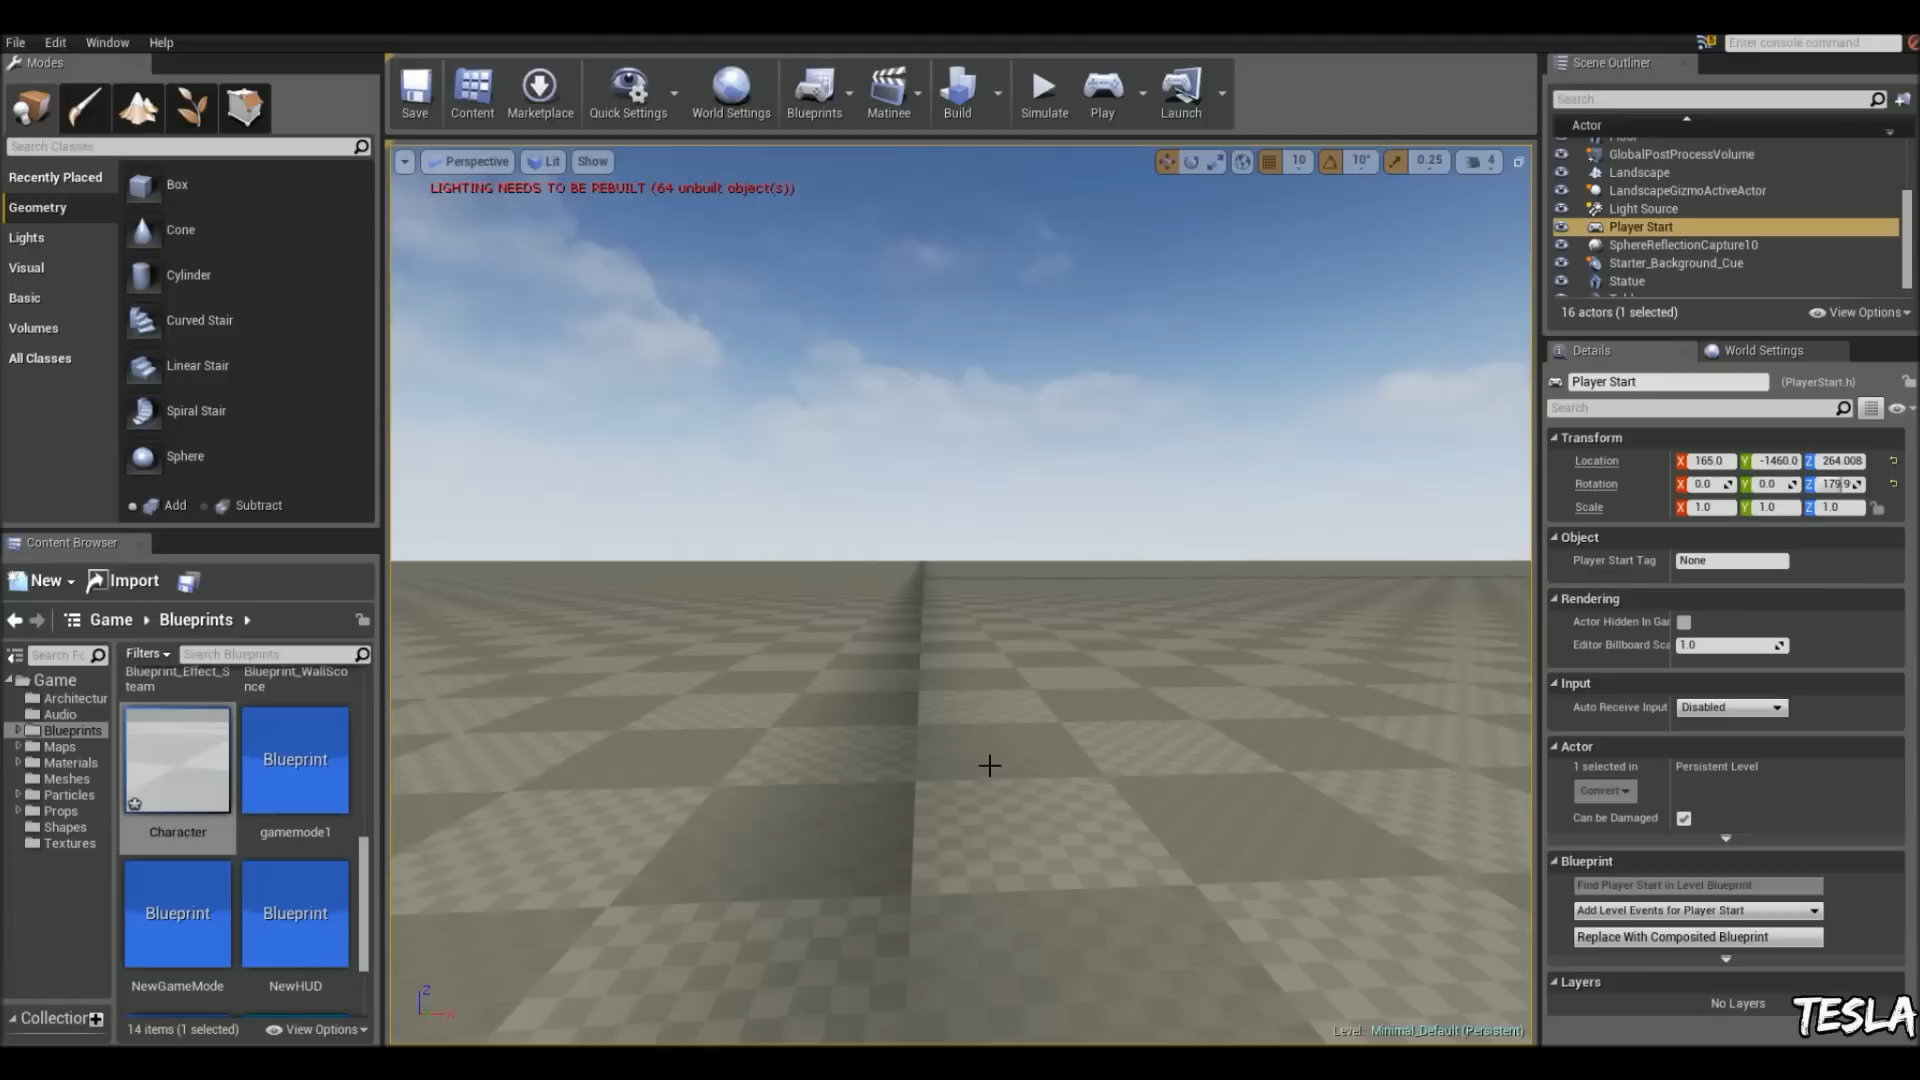 File Edit Window Help
Enter console command
Modes
Search Classes
Recently Placed
Geometry
Lights
Visual
Basic
Volumes
All Classes
Box
Cone
Cylinder
Curved Stair
Linear Stair
Spiral Stair
Sphere
Add Subtract
Save Content Marketplace Quick Settings World Settings Blueprints Matinee Build Simulate Play Launch
Perspective Lit Show
10 10° 0.25 4
LIGHTING NEEDS TO BE REBUILT (64 unbuilt object(s))
Z
X
Level: Minimal_Default (Persistent)
Content Browser
New Import
Game Blueprints
Search Fo
Filters Search Blueprints
Game
Architectur
Audio
Blueprints
Maps
Materials
Meshes
Particles
Props
Shapes
Textures
Collection
Blueprint_Effect_S
team
Blueprint_WallSco
nce
Character
Blueprint
gamemode1
Blueprint
NewGameMode
Blueprint
NewHUD
14 items (1 selected) View Options
Scene Outliner
Search
Actor
GlobalPostProcessVolume
Landscape
LandscapeGizmoActiveActor
Light Source
Player Start
SphereReflectionCapture10
Starter_Background_Cue
Statue
16 actors (1 selected) View Options
Details World Settings
Player Start (PlayerStart.h)
Search
Transform
Location X 165.0 Y -1460.0 Z 264.008
Rotation X 0.0 Y 0.0 Z 179.9
Scale X 1.0 Y 1.0 Z 1.0
Object
Player Start Tag None
Rendering
Actor Hidden In Gar
Editor Billboard Sca 1.0
Input
Auto Receive Input Disabled
Actor
1 selected in Persistent Level
Convert
Can be Damaged
Blueprint
Find Player Start in Level Blueprint
Add Level Events for Player Start
Replace With Composited Blueprint
Layers
No Layers
TESLA